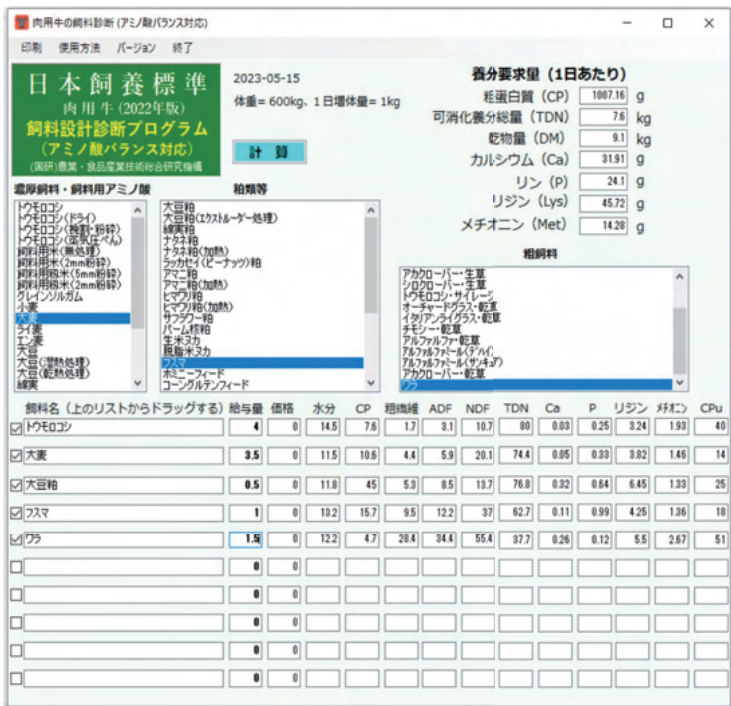 肉用牛の飼料診断 (アミノ酸バランス対応)
印刷 使用方法 バージョン 終了
日本飼養標準
肉用牛(2022年版)
飼料設計診断プログラム
(アミノ酸バランス対応)
(国研)農業・食品産業技術総合研究機構
2023-05-15
体重= 600kg、1日増体量= 1kg
計 算
養分要求量 (1日あたり)
粗蛋白質 (CP) 1007.16 g
可消化養分総量 (TDN) 7.6 kg
乾物量 (DM) 9.1 kg
カルシウム (Ca) 31.91 g
リン (P) 24.1 g
リジン (Lys) 45.72 g
メチオニン (Met) 14.28 g
濃厚飼料・飼料用アミノ酸
トウモロコシ
トウモロコシ(ドライ)
トウモロコシ(挽割・粉砕)
トウモロコシ(蒸気圧ぺん)
飼料用米(無処理)
飼料用米(2mm粉砕)
飼料用籾米(5mm粉砕)
飼料用籾米(2mm粉砕)
グレインソルガム
小麦
大麦
ライ麦
エン麦
大豆
大豆(湿熱処理)
大豆(乾熱処理)
綿実
粕類等
大豆粕
大豆粕(エクストルーダー処理)
綿実粕
ナタネ粕
ナタネ粕(加熱)
ラッカセイ(ピーナッツ)粕
アマニ粕
アマニ粕(加熱)
ヒマワリ粕
ヒマワリ粕(加熱)
サフラワー粕
パーム核粕
生米ヌカ
脱脂米ヌカ
フスマ
ホミニーフィード
コーングルテンフィード
粗飼料
アカクローバー・生草
シロクローバー・生草
トウモロコシ・サイレージ
オーチャードグラス・乾草
イタリアンライグラス・乾草
チモシー・乾草
アルファルファ・乾草
アルファルファミール(デハイ)
アルファルファミール(サンキュア)
アカクローバー・乾草
ワラ
飼料名 (上のリストからドラッグする) 給与量 価格 水分 CP 粗繊維 ADF NDF TDN Ca P リジン メチオニン CPu
トウモロコシ 4 0 14.5 7.6 1.7 3.1 10.7 80 0.03 0.25 3.24 1.93 40
大麦 3.5 0 11.5 10.6 4.4 5.9 20.1 74.4 0.05 0.33 3.82 1.46 14
大豆粕 0.5 0 11.8 45 5.3 8.5 13.7 76.8 0.32 0.64 6.45 1.33 25
フスマ 1 0 13.2 15.7 9.5 12.2 37 62.7 0.11 0.99 4.25 1.36 18
ワラ 1.5 0 12.2 4.7 28.4 34.4 55.4 37.7 0.26 0.12 5.5 2.67 51
0 0
0 0
0 0
0 0
0 0